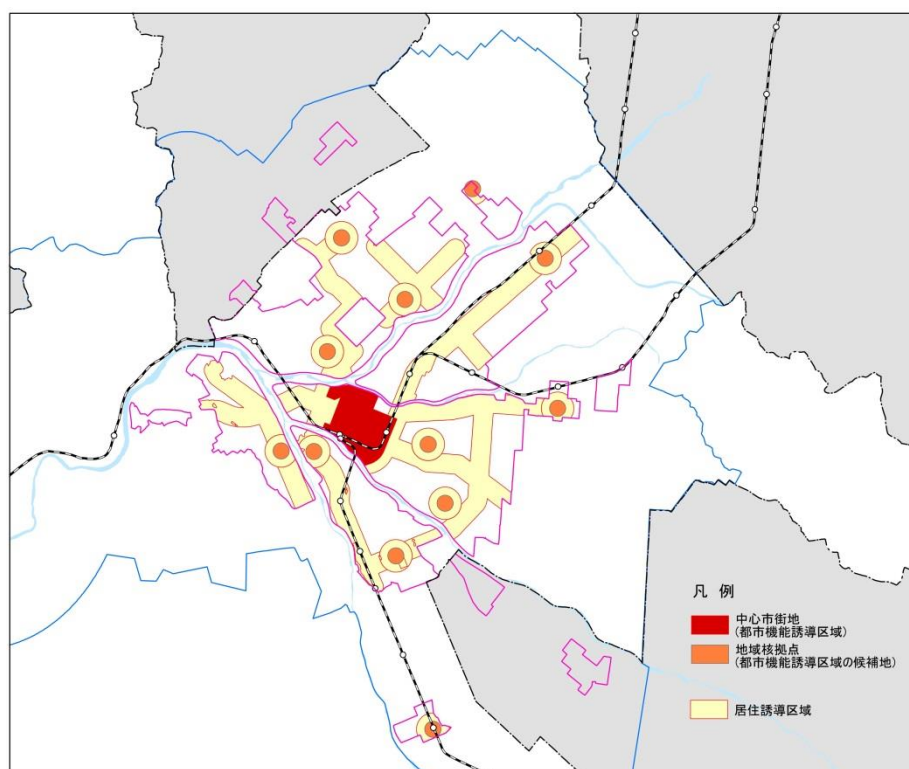 凡 例
中心市街地
(都市機能誘導区域)
地域核拠点
(都市機能誘導区域の候補地)
居住誘導区域